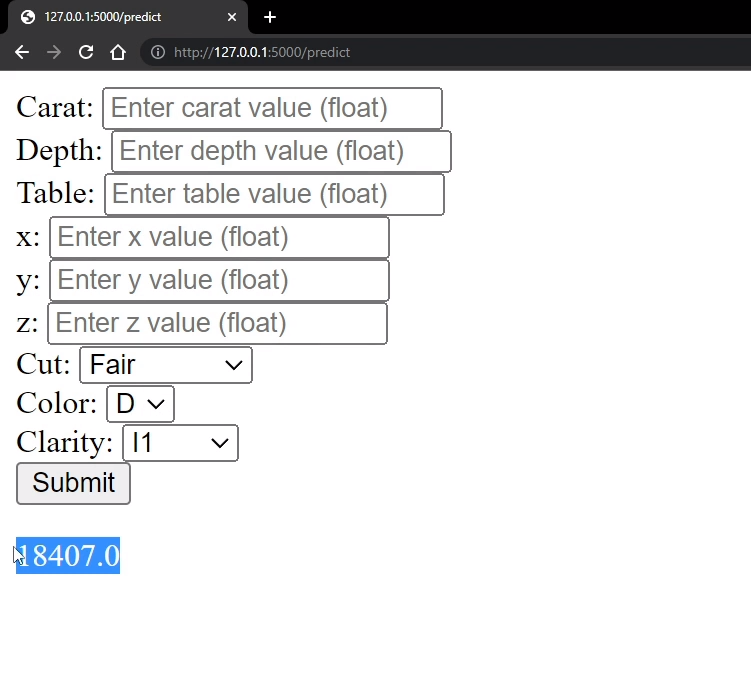 127.0.0.1:5000/predict
http://127.0.0.1:5000/predict
Carat: Enter carat value (float)
Depth: Enter depth value (float)
Table: Enter table value (float)
x: Enter x value (float)
y: Enter y value (float)
z: Enter z value (float)
Cut: Fair
Color: D
Clarity: I1
Submit
18407.0